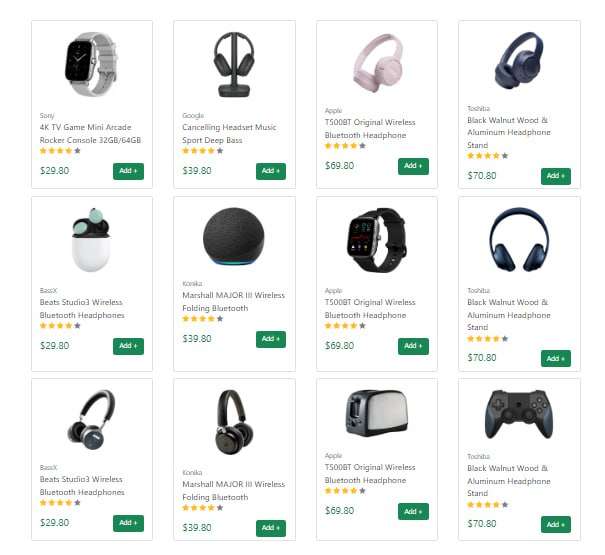 Sony
4K TV Game Mini Arcade
Rocker Console 32GB/64GB
$29.80
Add +
Google
Cancelling Headset Music
Sport Deep Bass
$39.80
Add +
Apple
T500BT Original Wireless
Bluetooth Headphone
$69.80
Add +
Toshiba
Black Walnut Wood &
Aluminum Headphone
Stand
$70.80
Add +
BassX
Beats Studio3 Wireless
Bluetooth Headphones
$29.80
Add +
Konika
Marshall MAJOR III Wireless
Folding Bluetooth
$39.80
Add +
Apple
T500BT Original Wireless
Bluetooth Headphone
$69.80
Add +
Toshiba
Black Walnut Wood &
Aluminum Headphone
Stand
$70.80
Add +
BassX
Beats Studio3 Wireless
Bluetooth Headphones
$29.80
Add +
Konika
Marshall MAJOR III Wireless
Folding Bluetooth
$39.80
Add +
Apple
T500BT Original Wireless
Bluetooth Headphone
$69.80
Add +
Toshiba
Black Walnut Wood &
Aluminum Headphone
Stand
$70.80
Add +